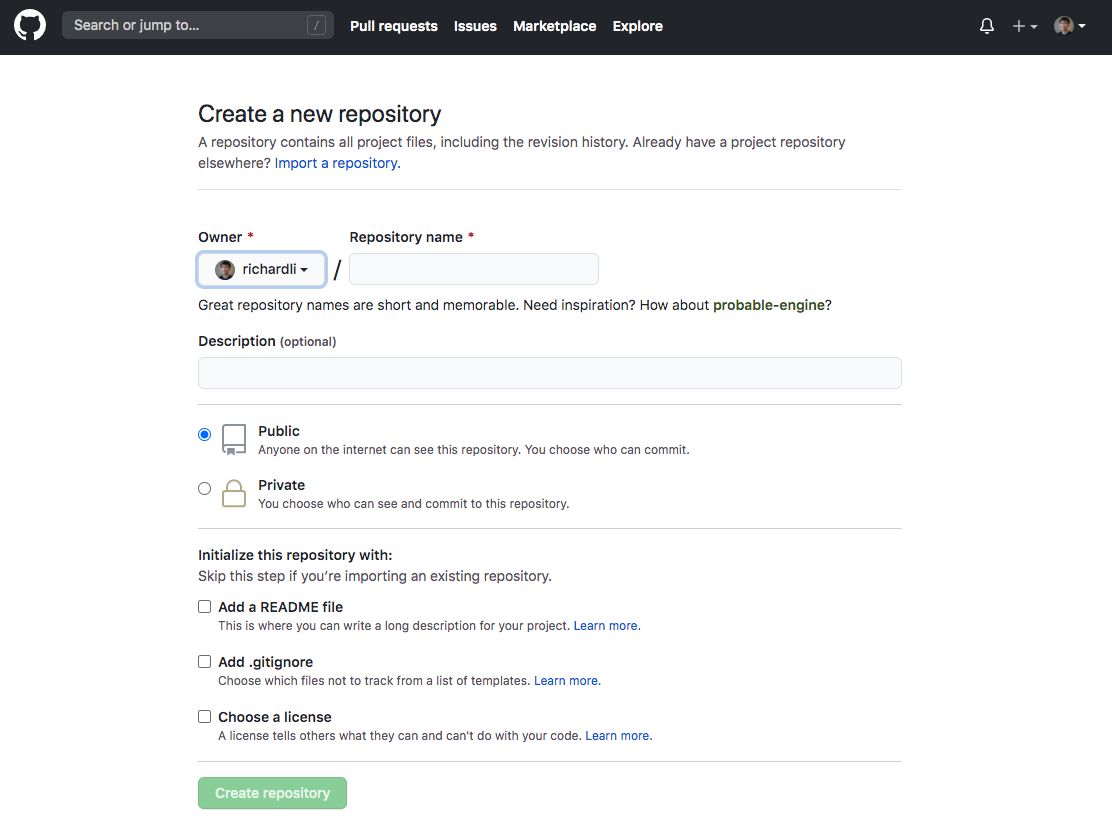 Search or jump to... / Pull requests Issues Marketplace Explore
Create a new repository
A repository contains all project files, including the revision history. Already have a project repository
elsewhere? Import a repository.
Owner * Repository name *
richardli /
Great repository names are short and memorable. Need inspiration? How about probable-engine?
Description (optional)
Public
Anyone on the internet can see this repository. You choose who can commit.
Private
You choose who can see and commit to this repository.
Initialize this repository with:
Skip this step if you’re importing an existing repository.
Add a README file
This is where you can write a long description for your project. Learn more.
Add .gitignore
Choose which files not to track from a list of templates. Learn more.
Choose a license
A license tells others what they can and can't do with your code. Learn more.
Create repository